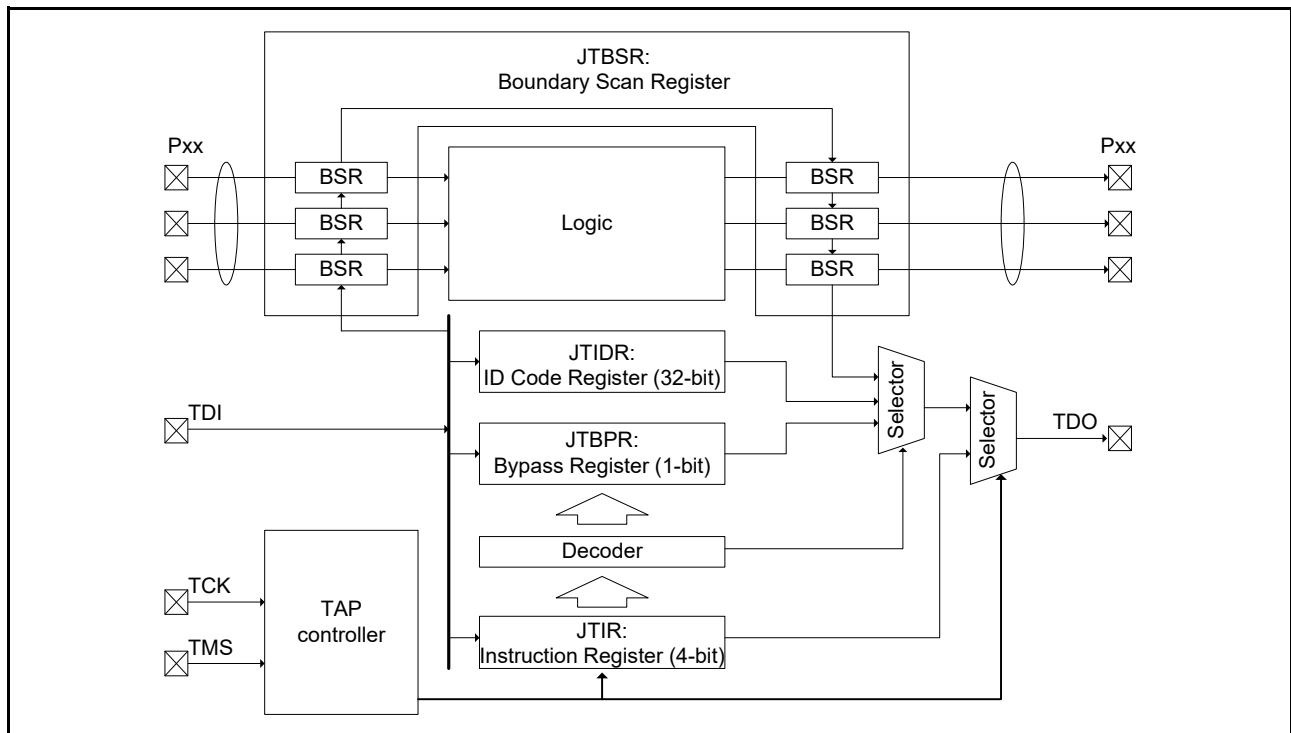 JTBSR:
Boundary Scan Register
Pxx
Pxx
BSR
BSR
BSR
BSR
BSR
BSR
Logic
JTIDR:
ID Code Register (32-bit)
TDI
JTBPR:
Bypass Register (1-bit)
Selector
Selector
TDO
Decoder
TCK
TMS
TAP
controller
JTIR:
Instruction Register (4-bit)